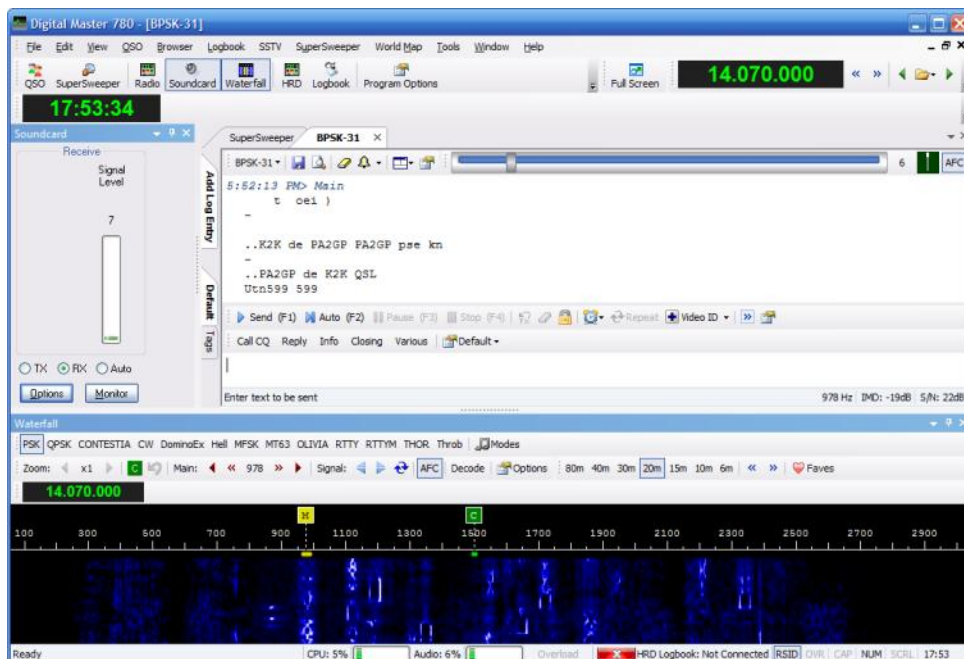 Digital Master 780 - [BPSK-31]
File Edit View QSO Browser Logbook SSTV SuperSweeper World Map Tools Window Help
QSO SuperSweeper Radio Soundcard Waterfall HRD Logbook Program Options Full Screen 14.070.000
17:53:34
Soundcard
Receive
Signal
Level
7
TX RX Auto
Options Monitor
Add Log Entry
Default
Tags
SuperSweeper BPSK-31
BPSK-31 6 AFC
5:52:13 PM> Main
t oei )
–
..K2K de PA2GP PA2GP pse kn
–
..PA2GP de K2K QSL
Utn599 599
Send (F1) Auto (F2) Pause (F3) Stop (F4) Repeat Video ID
Call CQ Reply Info Closing Various Default
Enter text to be sent 978 Hz IMD: -19dB S/N: 22dB
Waterfall
PSK QPSK CONTESTIA CW DominoEx Hell MFSK MT63 OLIVIA RTTY RTTYM THOR Throb Modes
Zoom: x1 C Main: 978 Signal: AFC Decode Options 80m 40m 30m 20m 15m 10m 6m Faves
14.070.000
M C
100 300 500 700 900 1100 1300 1500 1700 1900 2100 2300 2500 2700 2900
Ready CPU: 5% Audio: 6% Overload HRD Logbook: Not Connected RSID OVR CAP NUM SCRL 17:53